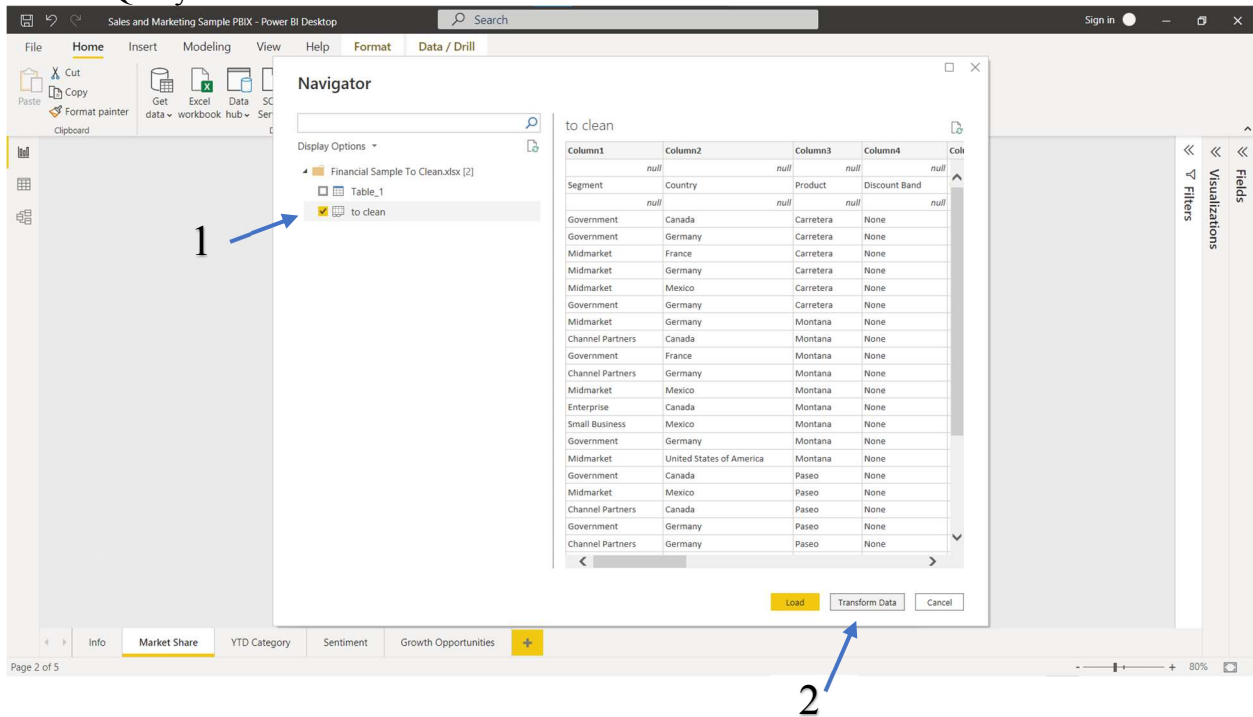 Sales and Marketing Sample PBIX - Power BI Desktop
Search
Sign in
File Home Insert Modeling View Help Format Data / Drill
Paste
Cut
Copy
Format painter
Clipboard
Get data
Excel workbook
Data hub
Navigator
Display Options
Financial Sample To Clean.xlsx [2]
Table_1
to clean
to clean
Column1 Column2 Column3 Column4
null null null null
Segment Country Product Discount Band
null null null null
Government Canada Carretera None
Government Germany Carretera None
Midmarket France Carretera None
Midmarket Germany Carretera None
Midmarket Mexico Carretera None
Government Germany Carretera None
Midmarket Germany Montana None
Channel Partners Canada Montana None
Government France Montana None
Channel Partners Germany Montana None
Midmarket Mexico Montana None
Enterprise Canada Montana None
Small Business Mexico Montana None
Government Germany Montana None
Midmarket United States of America Montana None
Government Canada Paseo None
Midmarket Mexico Paseo None
Channel Partners Canada Paseo None
Government Germany Paseo None
Channel Partners Germany Paseo None
Load Transform Data Cancel
Filters
Visualizations
Fields
1
2
Info Market Share YTD Category Sentiment Growth Opportunities +
Page 2 of 5
- + 80%